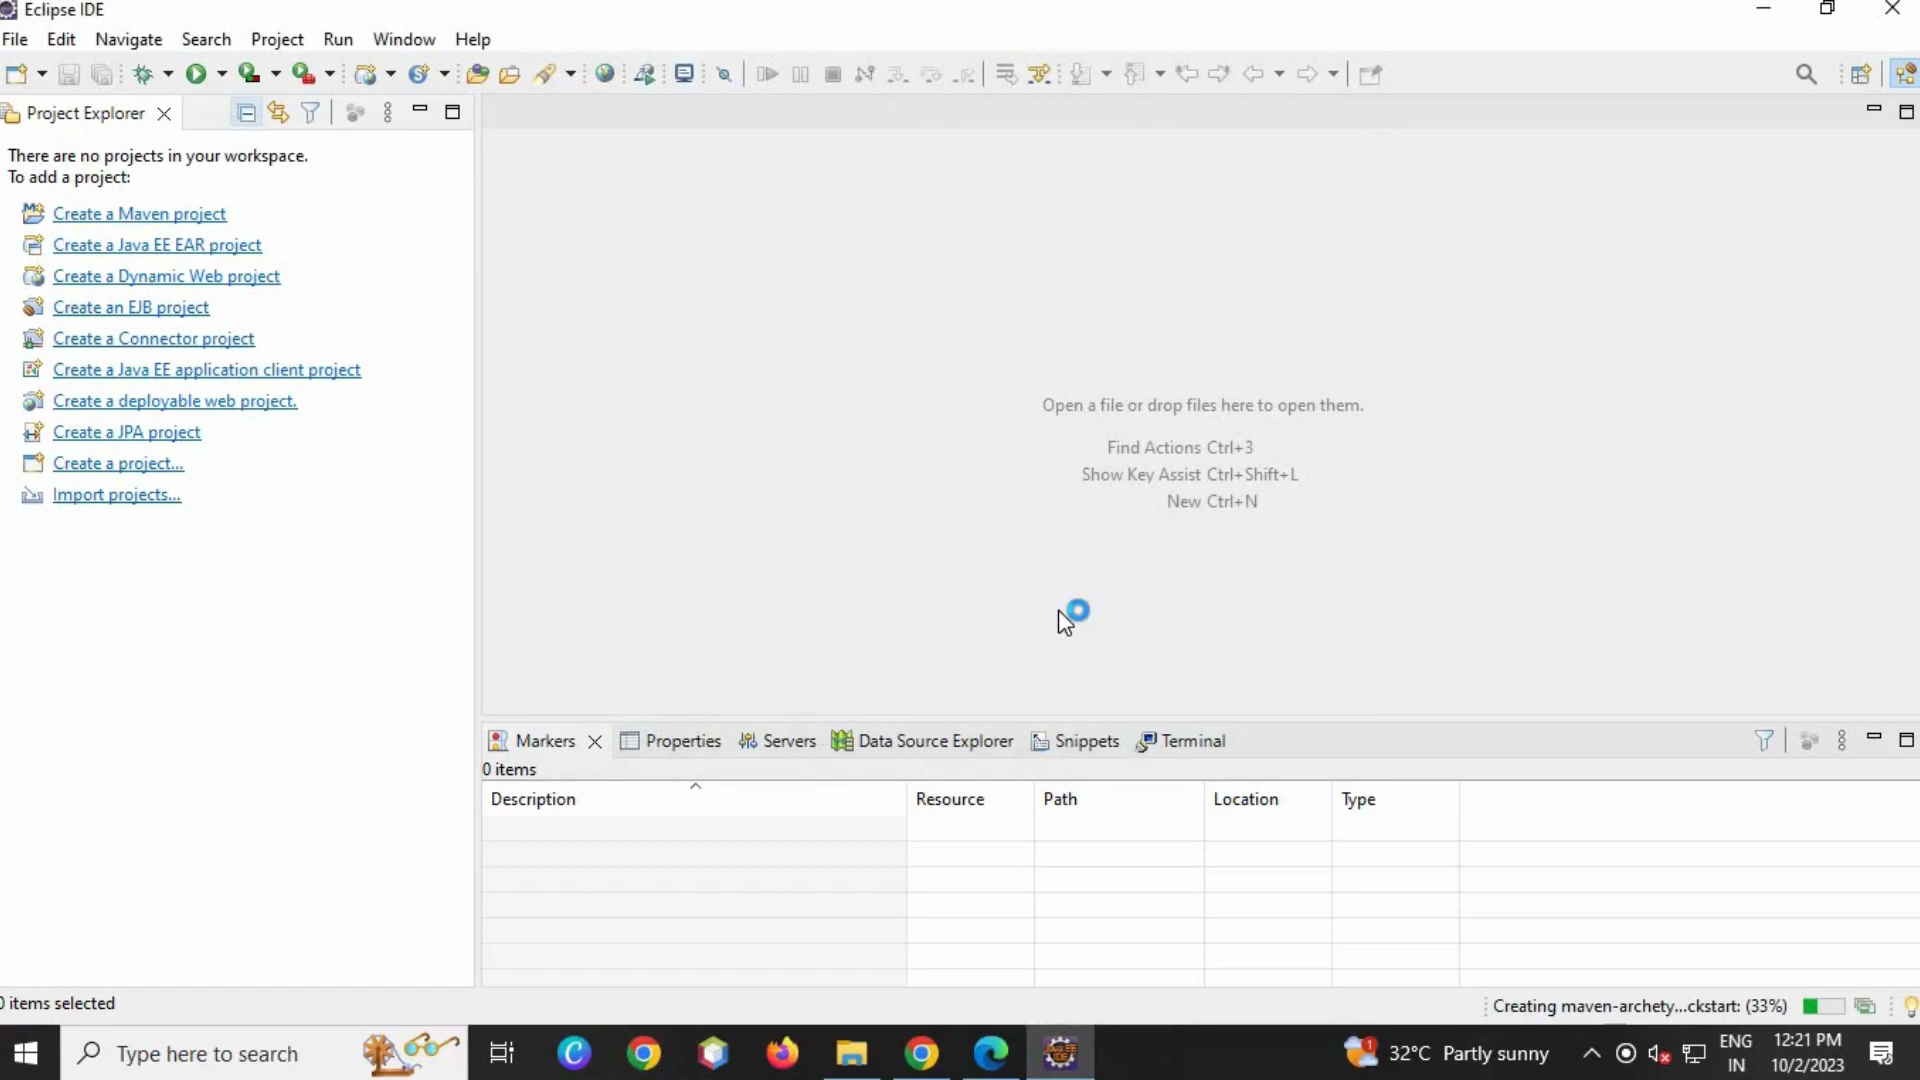 Eclipse IDE
File Edit Navigate Search Project Run Window Help
Project Explorer
There are no projects in your workspace.
To add a project:
Create a Maven project
Create a Java EE EAR project
Create a Dynamic Web project
Create an EJB project
Create a Connector project
Create a Java EE application client project
Create a deployable web project.
Create a JPA project
Create a project...
Import projects...
Open a file or drop files here to open them.
Find Actions Ctrl+3
Show Key Assist Ctrl+Shift+L
New Ctrl+N
Markers Properties Servers Data Source Explorer Snippets Terminal
0 items
Description Resource Path Location Type
0 items selected
Creating maven-archety...ckstart: (33%)
Type here to search
32°C Partly sunny
ENG
IN
12:21 PM
10/2/2023